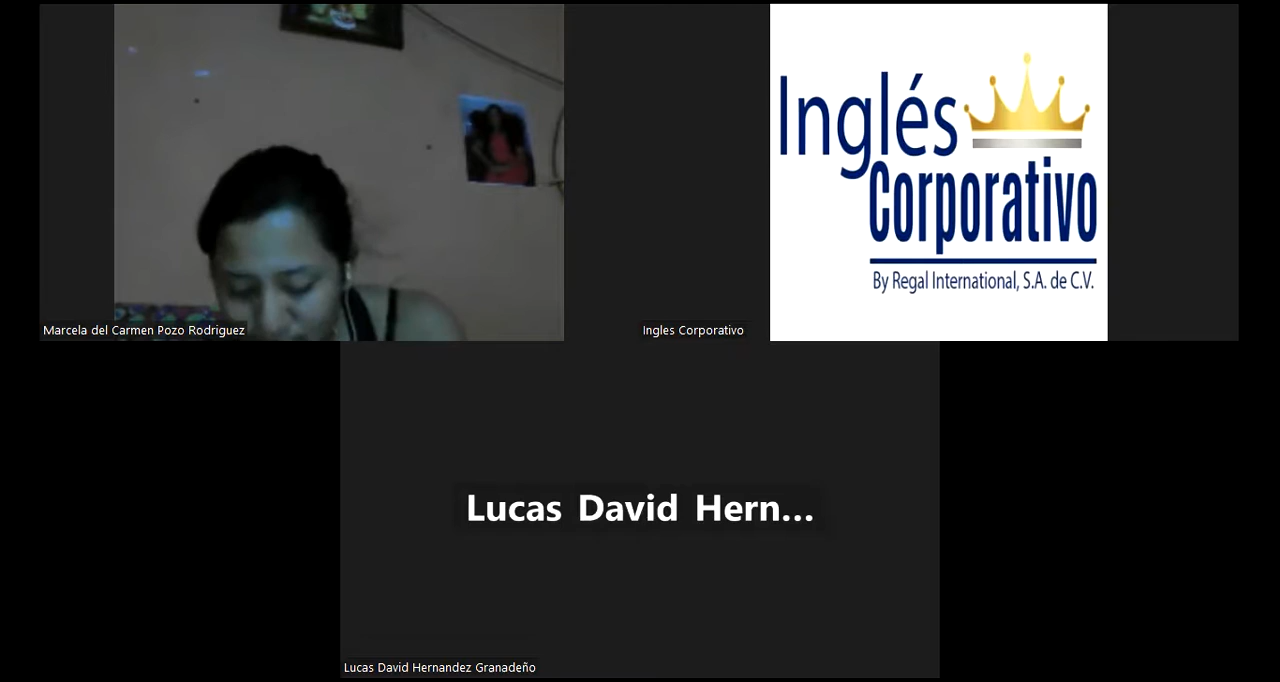 Inglés
Corporativo
By Regal International, S.A. de C.V.
Marcela del Carmen Pozo Rodriguez
Ingles Corporativo
Lucas David Hern...
Lucas David Hernandez Granadeño